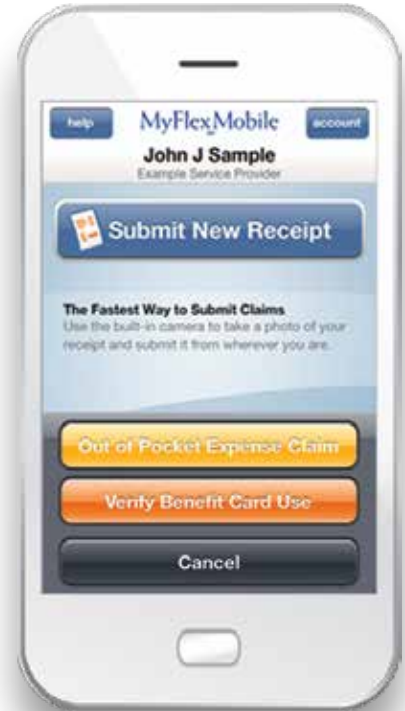 help
MyFlexMobile
account
John J Sample
Example Service Provider
Submit New Receipt
The Fastest Way to Submit Claims
Use the built-in camera to take a photo of your
receipt and submit it from wherever you are.
Out of Pocket Expense Claim
Verify Benefit Card Use
Cancel